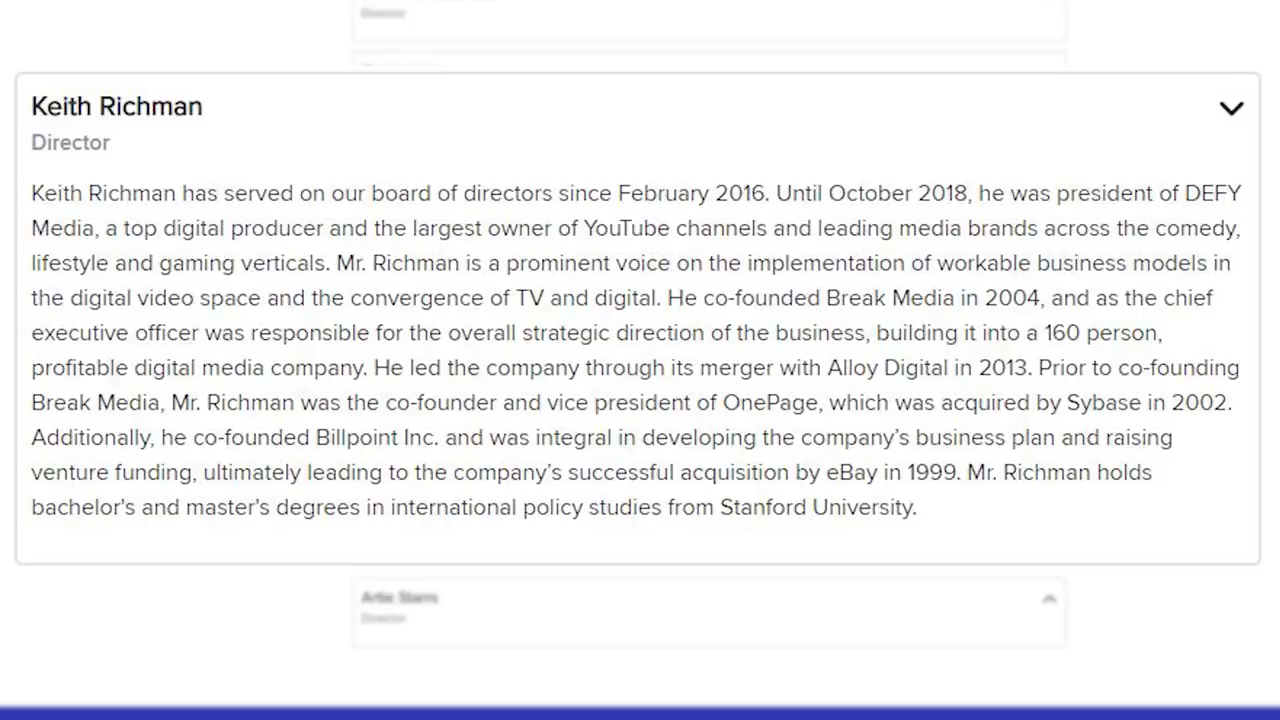 Director
Keith Richman
Director
Keith Richman has served on our board of directors since February 2016. Until October 2018, he was president of DEFY
Media, a top digital producer and the largest owner of YouTube channels and leading media brands across the comedy,
lifestyle and gaming verticals. Mr. Richman is a prominent voice on the implementation of workable business models in
the digital video space and the convergence of TV and digital. He co-founded Break Media in 2004, and as the chief
executive officer was responsible for the overall strategic direction of the business, building it into a 160 person,
profitable digital media company. He led the company through its merger with Alloy Digital in 2013. Prior to co-founding
Break Media, Mr. Richman was the co-founder and vice president of OnePage, which was acquired by Sybase in 2002.
Additionally, he co-founded Billpoint Inc. and was integral in developing the company’s business plan and raising
venture funding, ultimately leading to the company’s successful acquisition by eBay in 1999. Mr. Richman holds
bachelor's and master's degrees in international policy studies from Stanford University.
Artie Starrs
Director